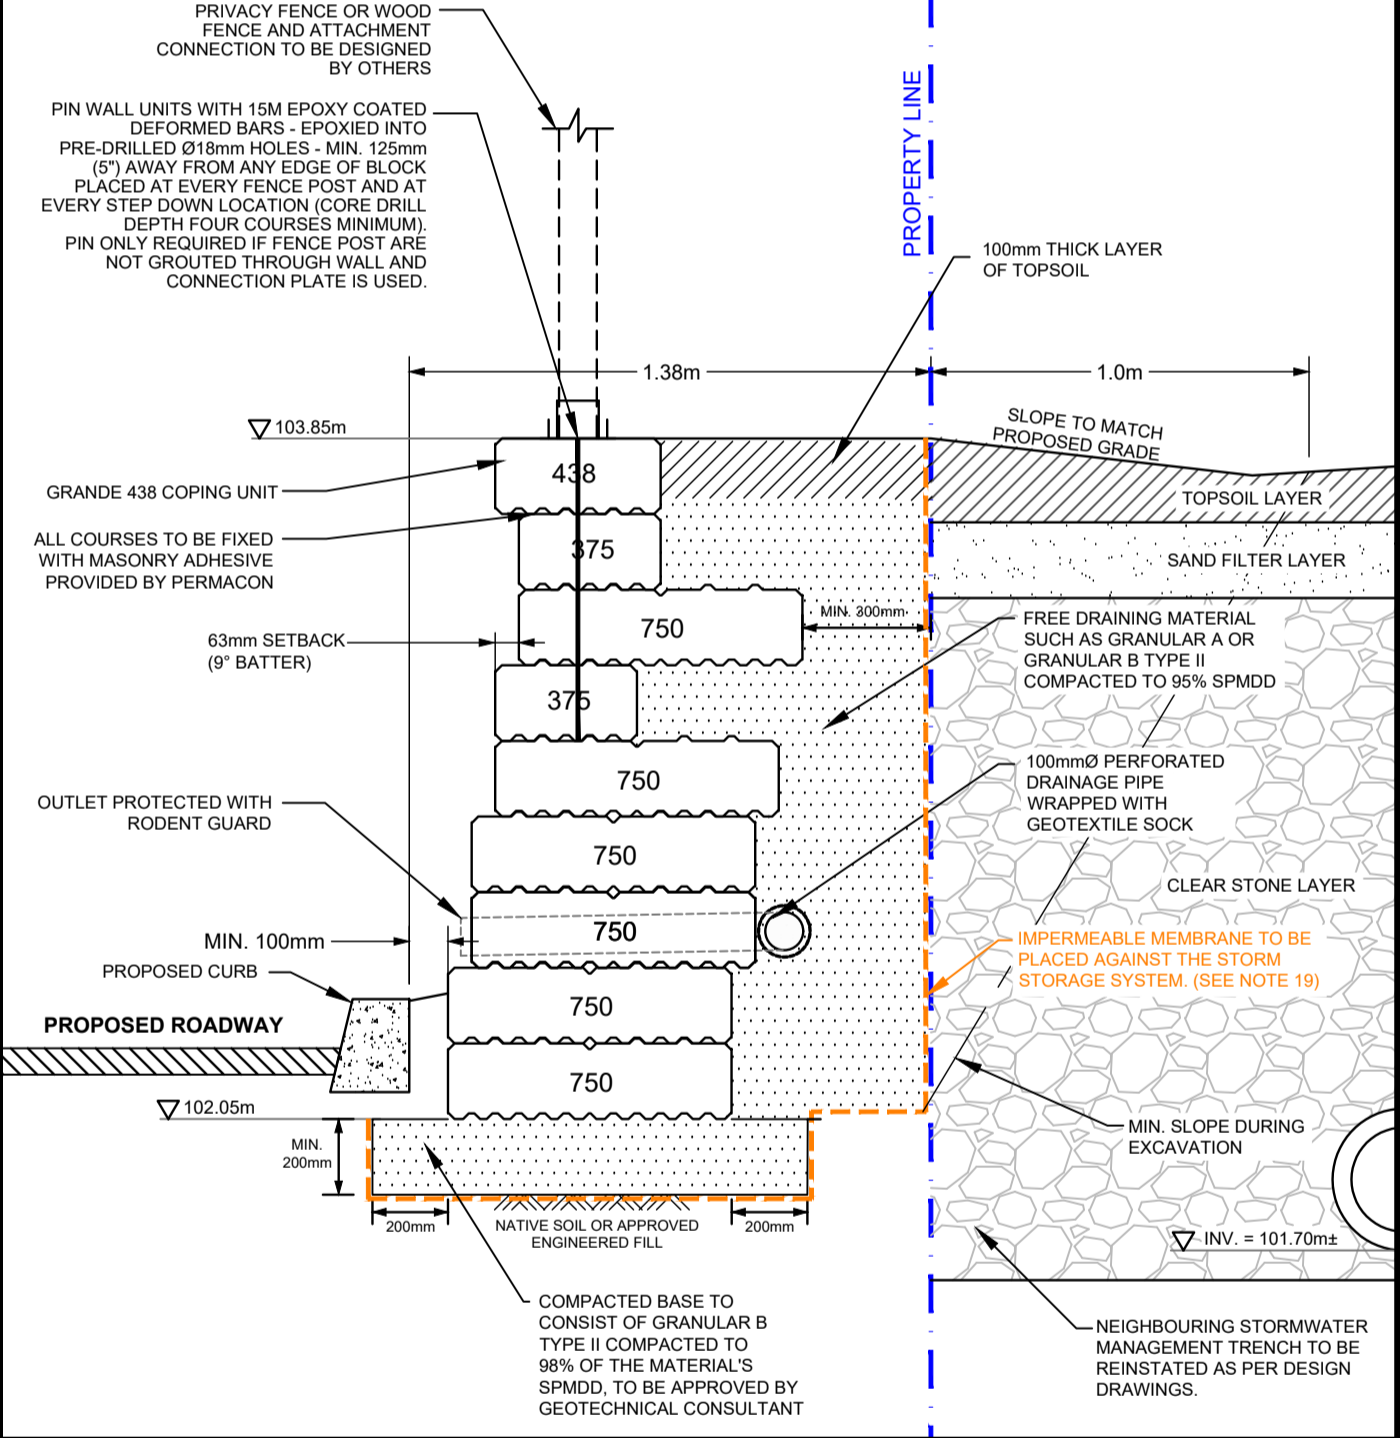 PRIVACY FENCE OR WOOD
FENCE AND ATTACHMENT
CONNECTION TO BE DESIGNED
BY OTHERS
PIN WALL UNITS WITH 15M EPOXY COATED
DEFORMED BARS - EPOXIED INTO
PRE-DRILLED Ø18mm HOLES - MIN. 125mm
(5") AWAY FROM ANY EDGE OF BLOCK
PLACED AT EVERY FENCE POST AND AT
EVERY STEP DOWN LOCATION (CORE DRILL
DEPTH FOUR COURSES MINIMUM).
PIN ONLY REQUIRED IF FENCE POST ARE
NOT GROUTED THROUGH WALL AND
CONNECTION PLATE IS USED.
PROPERTY LINE
100mm THICK LAYER
OF TOPSOIL
1.38m
1.0m
103.85m
SLOPE TO MATCH
PROPOSED GRADE
438
GRANDE 438 COPING UNIT
TOPSOIL LAYER
ALL COURSES TO BE FIXED
WITH MASONRY ADHESIVE
PROVIDED BY PERMACON
375
SAND FILTER LAYER
63mm SETBACK
(9° BATTER)
750
MIN. 300mm
FREE DRAINING MATERIAL
SUCH AS GRANULAR A OR
GRANULAR B TYPE II
COMPACTED TO 95% SPMDD
375
750
100mmØ PERFORATED
DRAINAGE PIPE
WRAPPED WITH
GEOTEXTILE SOCK
OUTLET PROTECTED WITH
RODENT GUARD
750
CLEAR STONE LAYER
MIN. 100mm
750
IMPERMEABLE MEMBRANE TO BE
PLACED AGAINST THE STORM
STORAGE SYSTEM. (SEE NOTE 19)
PROPOSED CURB
750
PROPOSED ROADWAY
750
102.05m
MIN. SLOPE DURING
EXCAVATION
MIN.
200mm
200mm
NATIVE SOIL OR APPROVED
ENGINEERED FILL
200mm
INV. = 101.70m±
COMPACTED BASE TO
CONSIST OF GRANULAR B
TYPE II COMPACTED TO
98% OF THE MATERIAL'S
SPMDD, TO BE APPROVED BY
GEOTECHNICAL CONSULTANT
NEIGHBOURING STORMWATER
MANAGEMENT TRENCH TO BE
REINSTATED AS PER DESIGN
DRAWINGS.